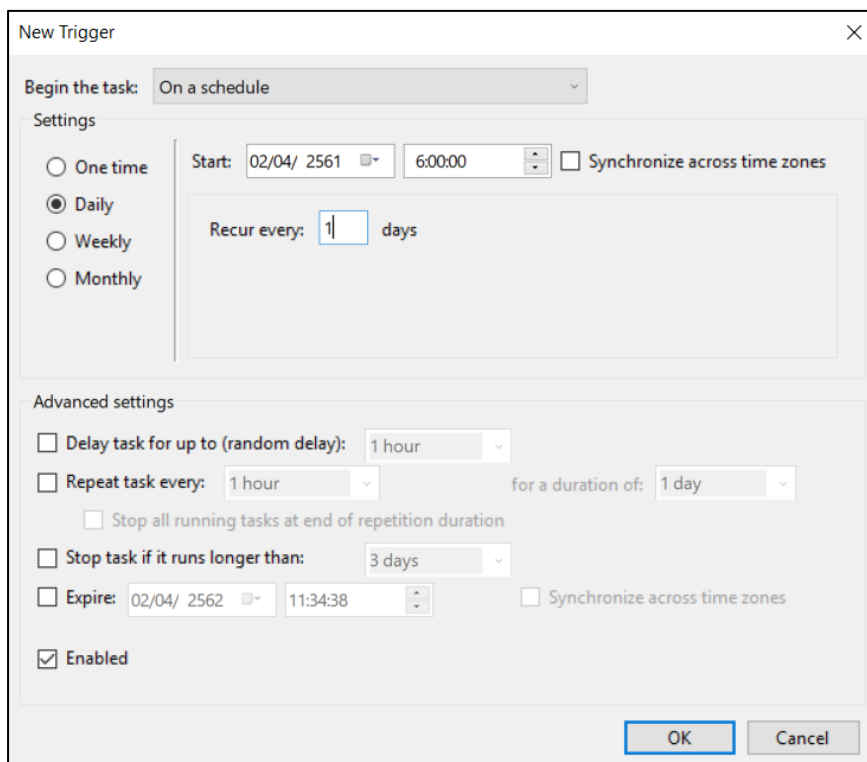 New Trigger
Begin the task: On a schedule
Settings
One time
Start: 02/04/ 2561 6:00:00 Synchronize across time zones
Daily
Recur every: 1 days
Weekly
Monthly
Advanced settings
Delay task for up to (random delay): 1 hour
Repeat task every: 1 hour for a duration of: 1 day
Stop all running tasks at end of repetition duration
Stop task if it runs longer than: 3 days
Expire: 02/04/ 2562 11:34:38 Synchronize across time zones
Enabled
OK Cancel